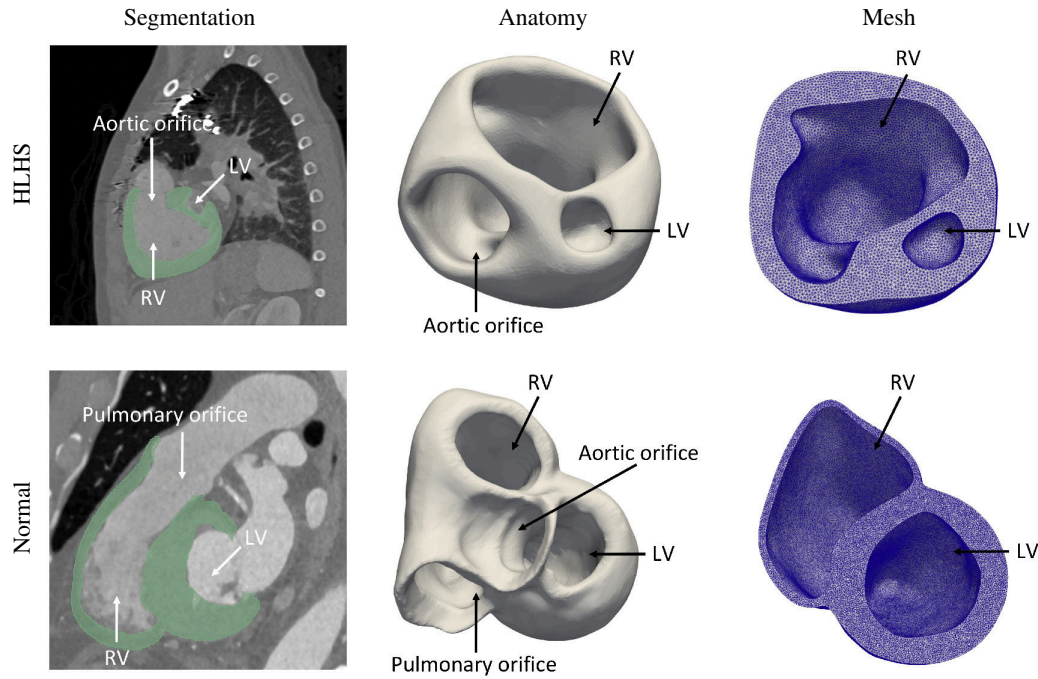 Segmentation
Anatomy
Mesh
HLHS
Aortic orifice
LV
RV
RV
LV
Aortic orifice
RV
LV
Normal
Pulmonary orifice
LV
RV
RV
Aortic orifice
LV
Pulmonary orifice
RV
LV